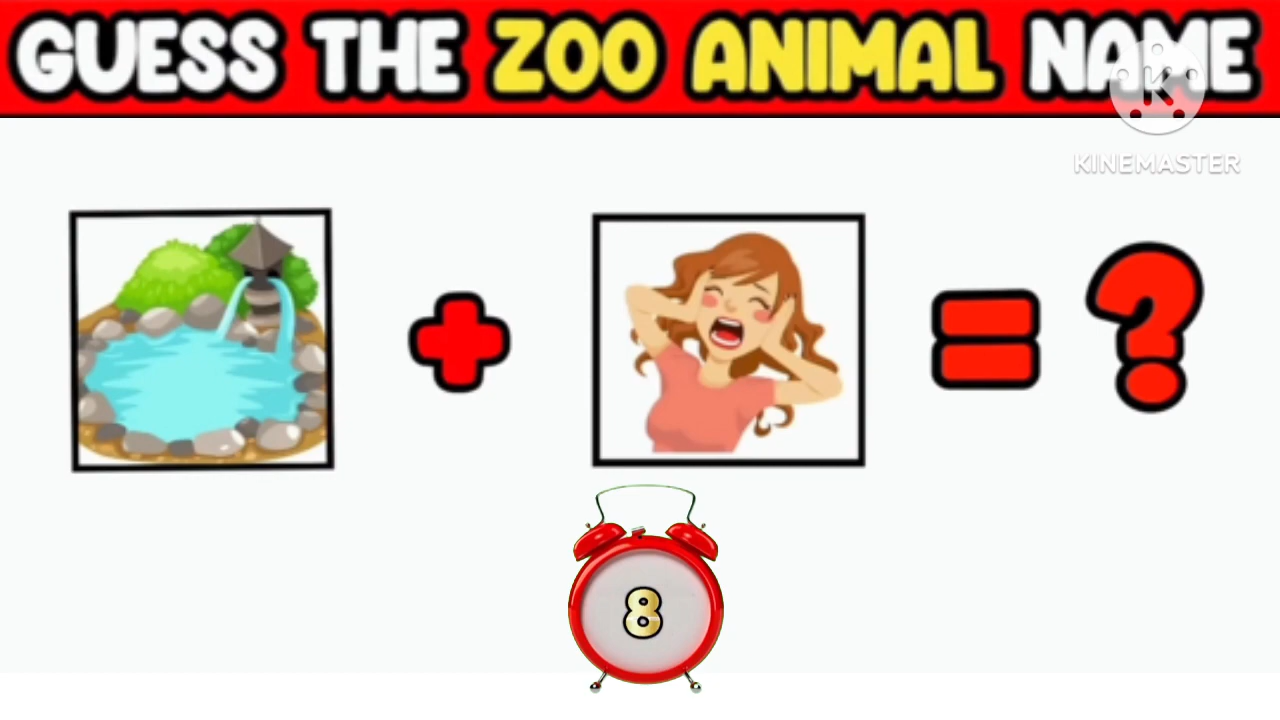 GUESS THE ZOO ANIMAL NAME
K
KINEMASTER
+
=
?
8